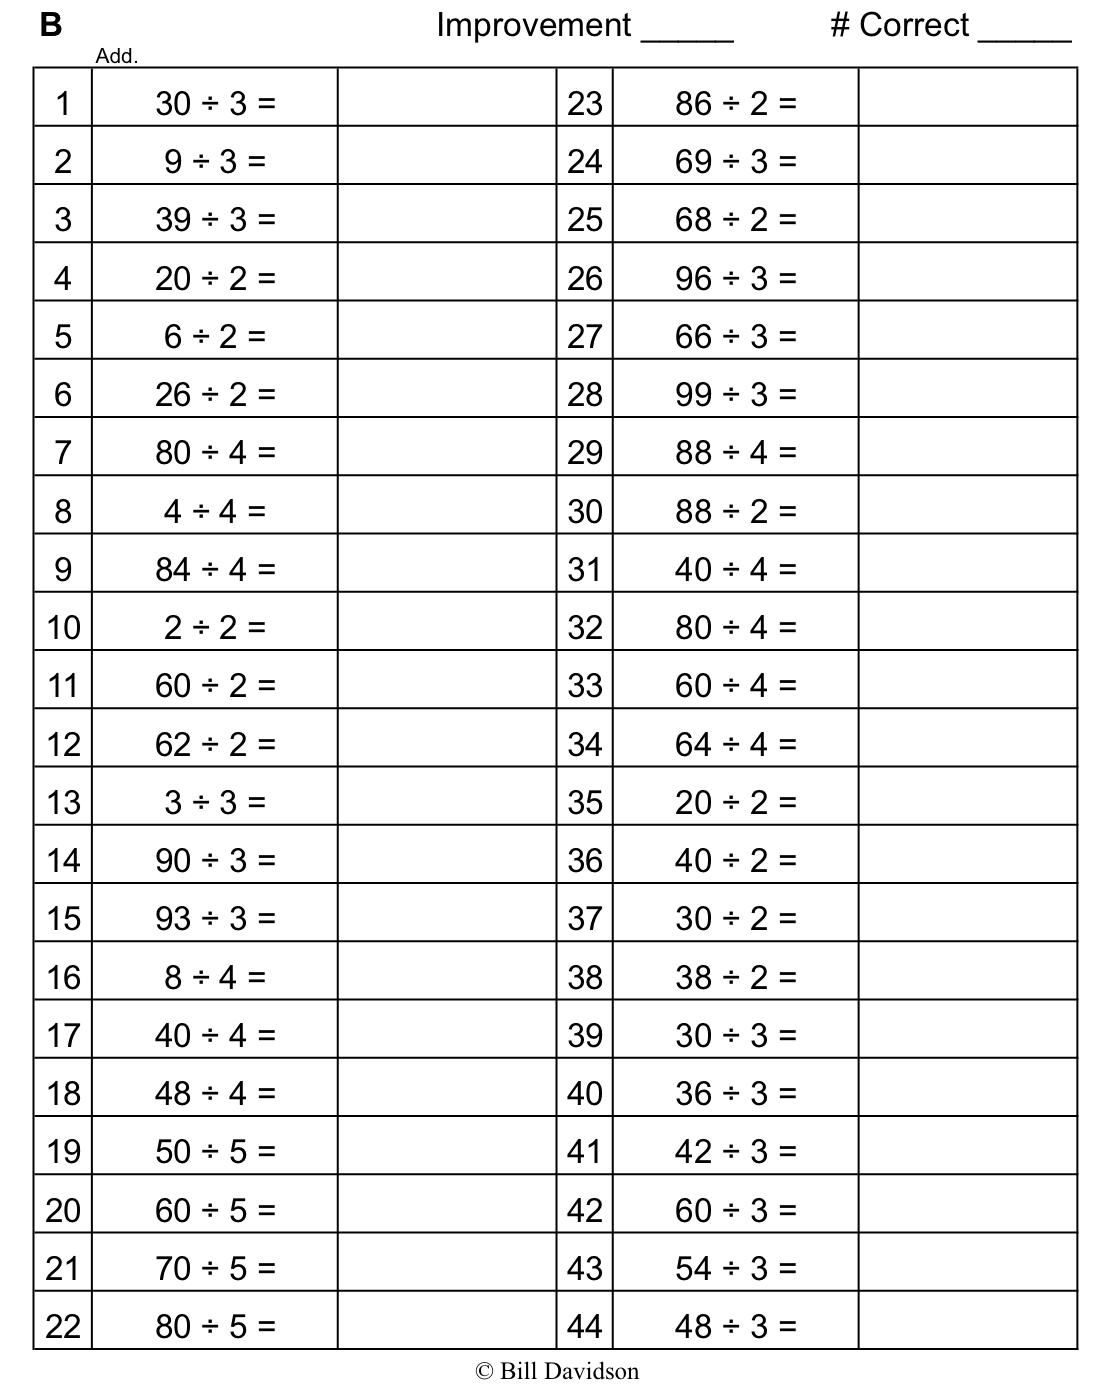 B Improvement _____ # Correct _____
Add.
1 30 ÷ 3 = 23 86 ÷ 2 =
2 9 ÷ 3 = 24 69 ÷ 3 =
3 39 ÷ 3 = 25 68 ÷ 2 =
4 20 ÷ 2 = 26 96 ÷ 3 =
5 6 ÷ 2 = 27 66 ÷ 3 =
6 26 ÷ 2 = 28 99 ÷ 3 =
7 80 ÷ 4 = 29 88 ÷ 4 =
8 4 ÷ 4 = 30 88 ÷ 2 =
9 84 ÷ 4 = 31 40 ÷ 4 =
10 2 ÷ 2 = 32 80 ÷ 4 =
11 60 ÷ 2 = 33 60 ÷ 4 =
12 62 ÷ 2 = 34 64 ÷ 4 =
13 3 ÷ 3 = 35 20 ÷ 2 =
14 90 ÷ 3 = 36 40 ÷ 2 =
15 93 ÷ 3 = 37 30 ÷ 2 =
16 8 ÷ 4 = 38 38 ÷ 2 =
17 40 ÷ 4 = 39 30 ÷ 3 =
18 48 ÷ 4 = 40 36 ÷ 3 =
19 50 ÷ 5 = 41 42 ÷ 3 =
20 60 ÷ 5 = 42 60 ÷ 3 =
21 70 ÷ 5 = 43 54 ÷ 3 =
22 80 ÷ 5 = 44 48 ÷ 3 =
© Bill Davidson